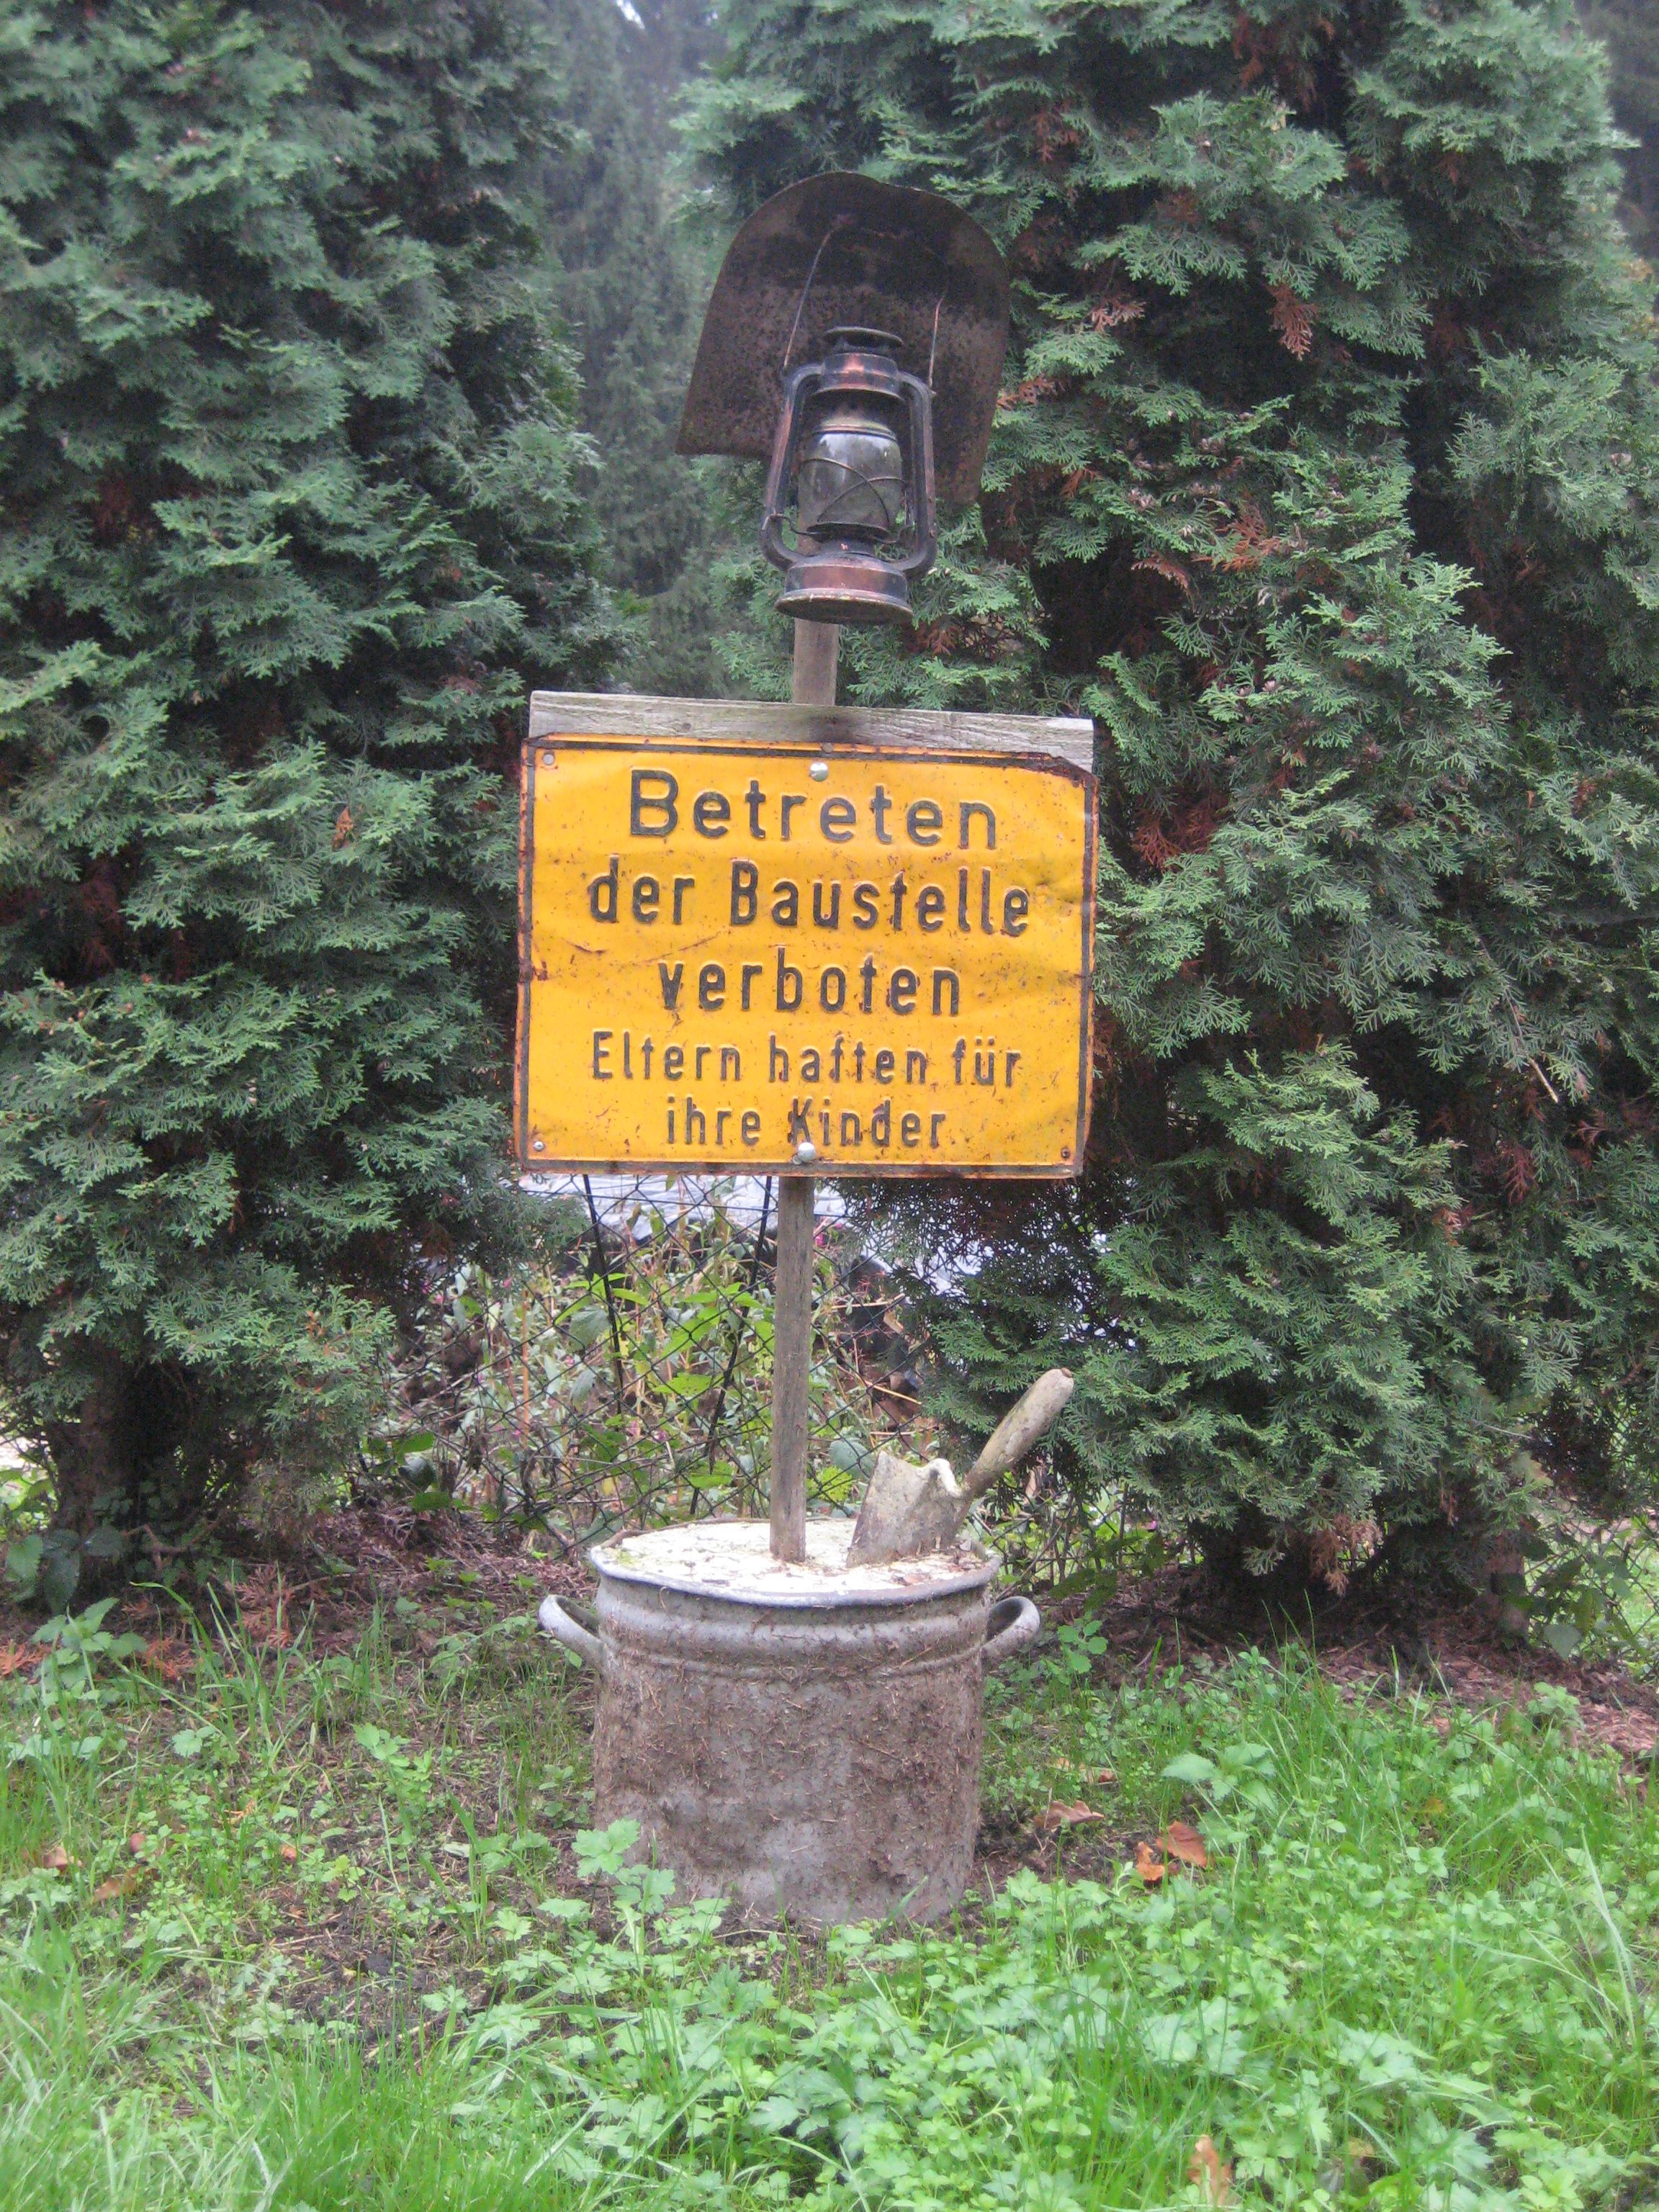 Betreten
der Baustelle
verboten
Eltern haften für
ihre Kinder